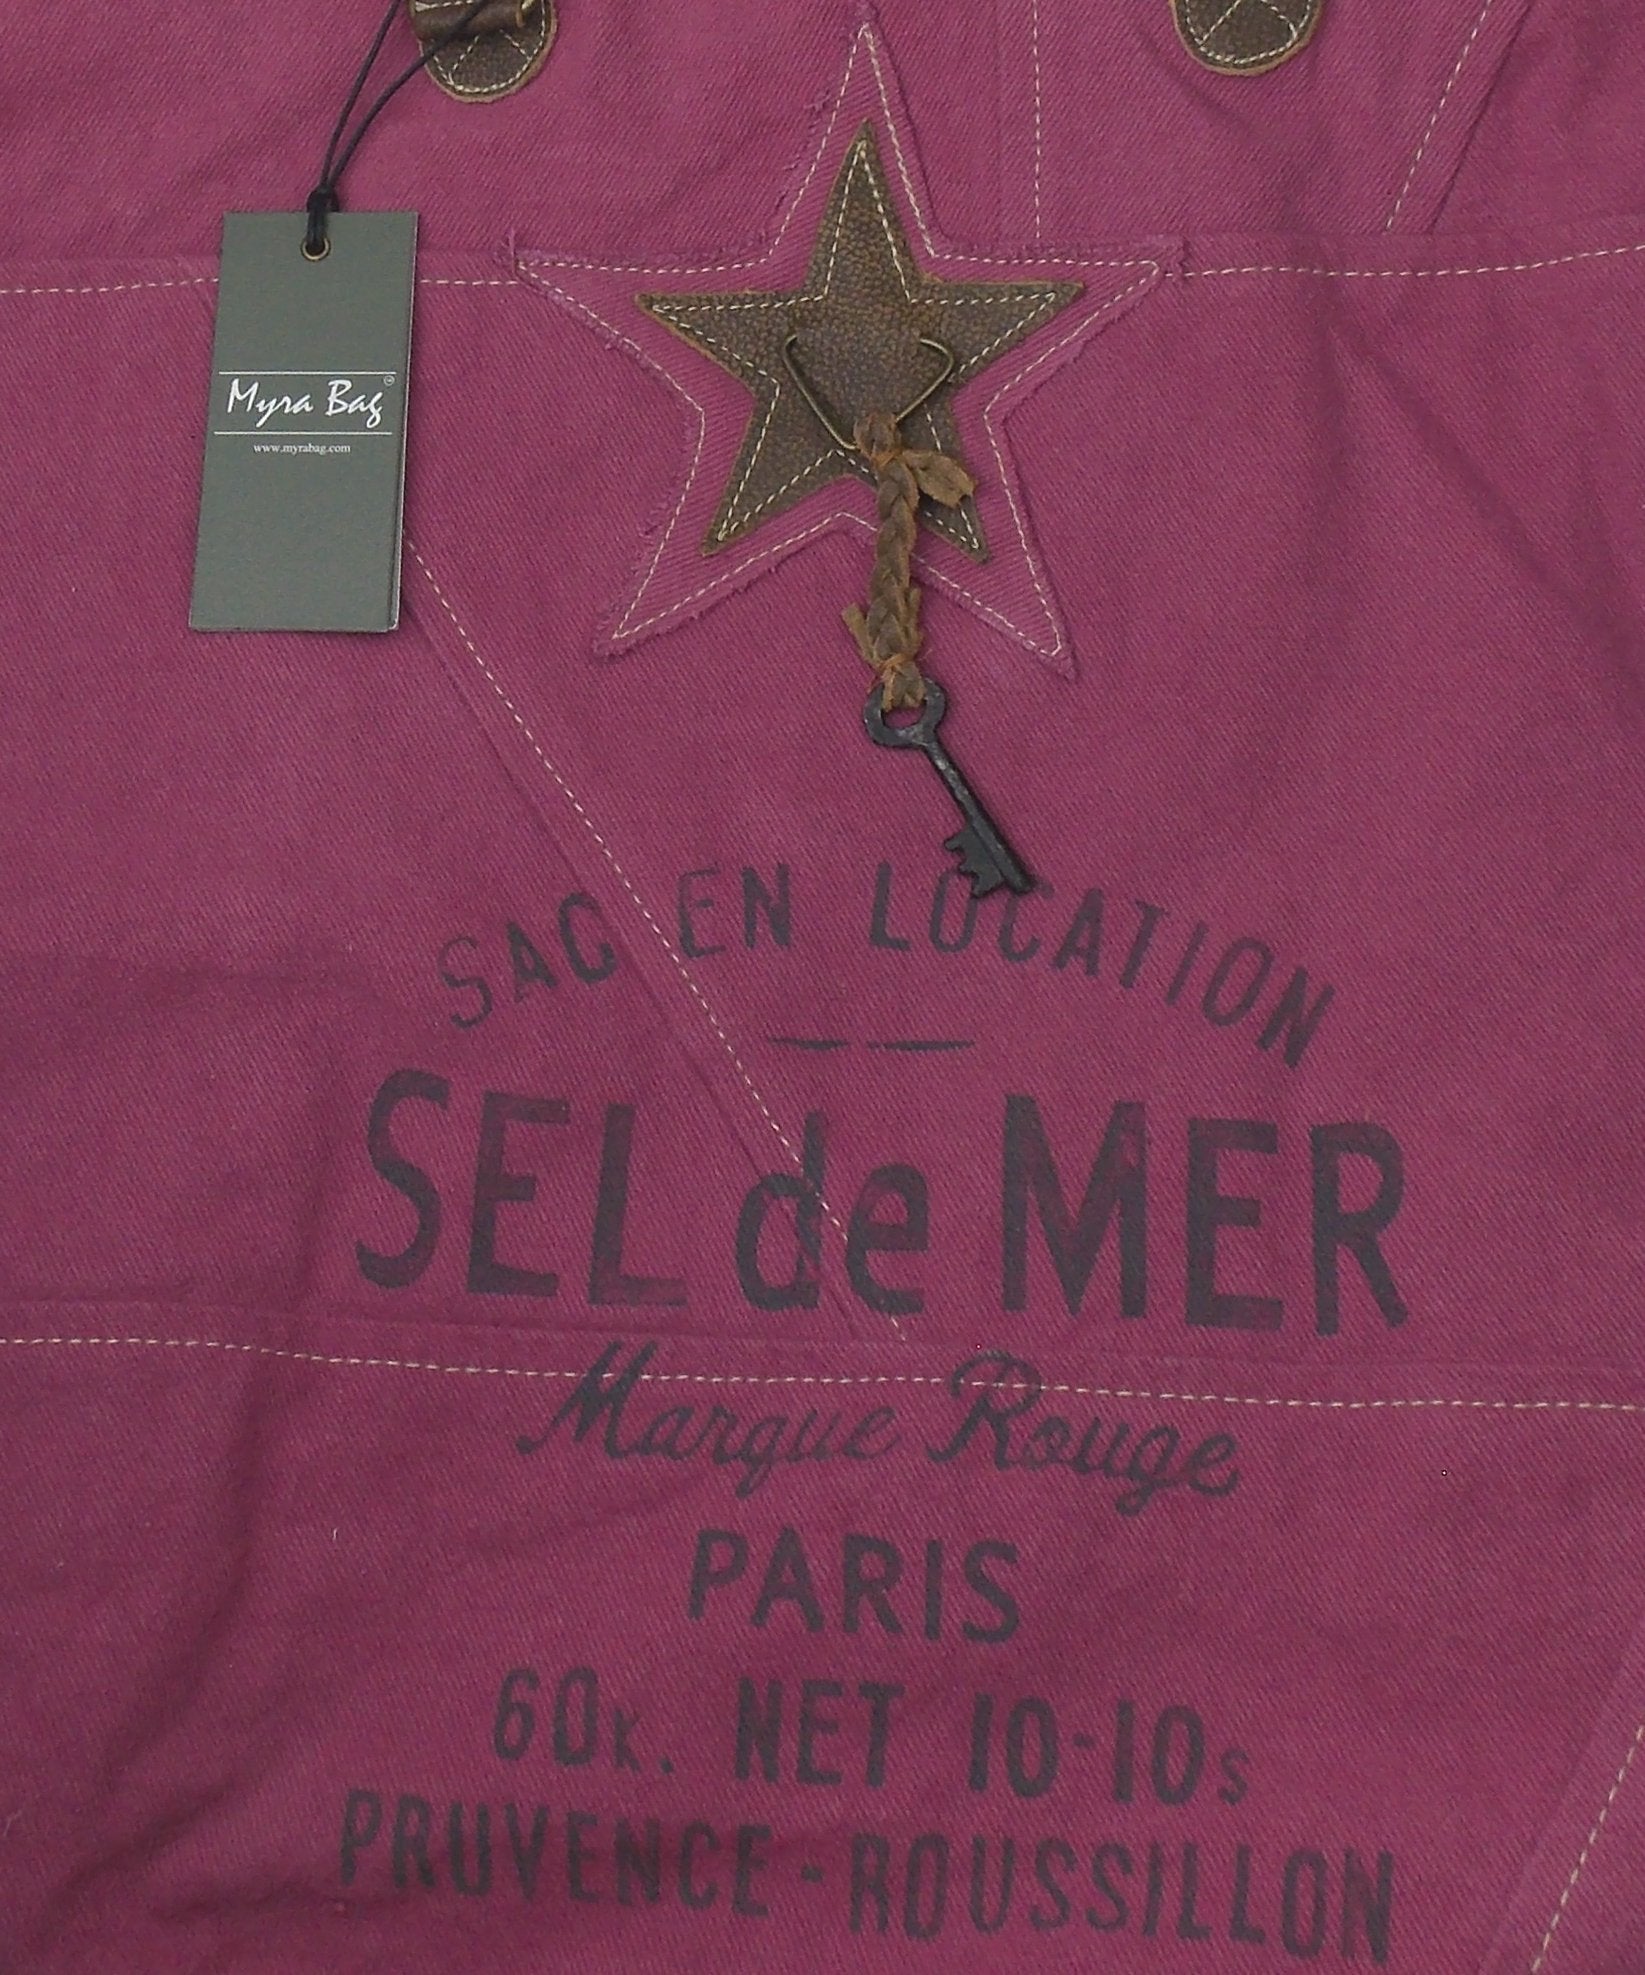 Myra Bag
www.myrabag.com
SAC EN LOCATION
SEL de MER
Marque Rouge
PARIS
60K. NET 10-10s
PRUVENCE-ROUSSILLON